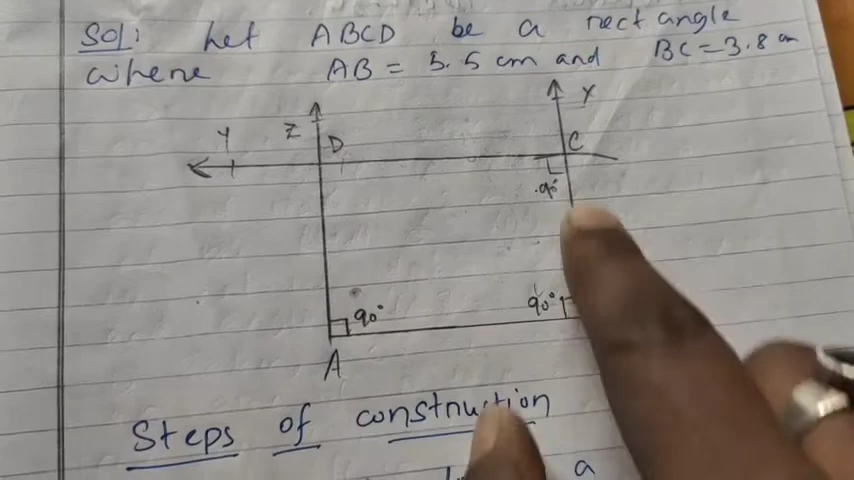 Sol: Let ABCD be a rectangle
where AB = 5.5 cm and BC = 3.8 cm
X
Y Z D C
90°
90° 90°
A
Steps of construction
a